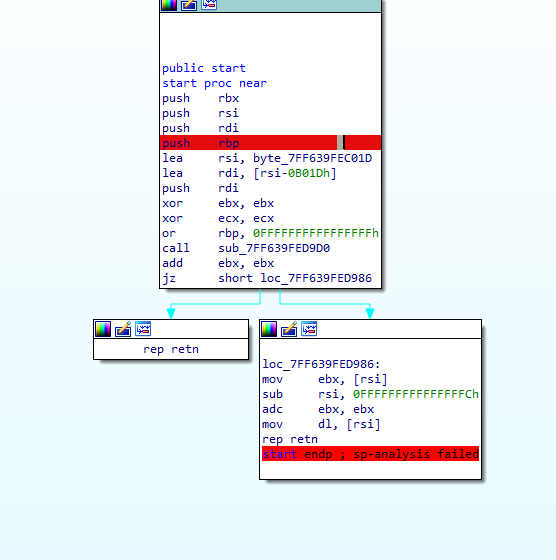 public start
start proc near
push rbx
push rsi
push rdi
push rbp
lea rsi, byte_7FF639FEC01D
lea rdi, [rsi-0B01Dh]
push rdi
xor ebx, ebx
xor ecx, ecx
or rbp, 0FFFFFFFFFFFFFFFFh
call sub_7FF639FED9D0
add ebx, ebx
jz short loc_7FF639FED986
rep retn
loc_7FF639FED986:
mov ebx, [rsi]
sub rsi, 0FFFFFFFFFFFFFFFCh
adc ebx, ebx
mov dl, [rsi]
rep retn
start endp ; sp-analysis failed